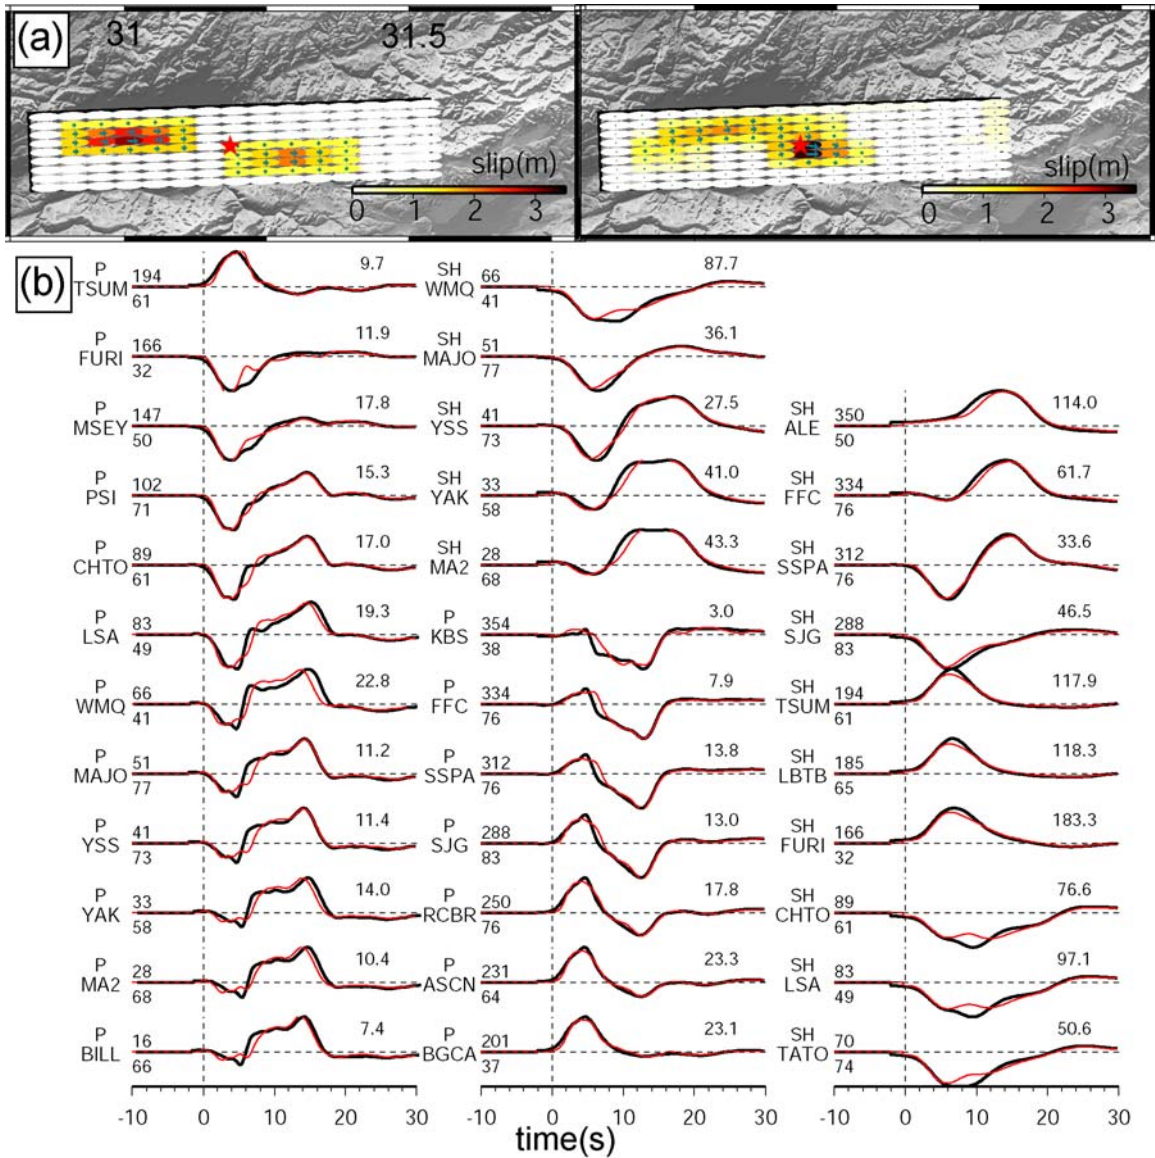 (a)
31
31.5
slip(m)
0 1 2 3
slip(m)
0 1 2 3
(b)
P TSUM 194 61 9.7
P FURI 166 32 11.9
P MSEY 147 50 17.8
P PSI 102 71 15.3
P CHTO 89 61 17.0
P LSA 83 49 19.3
P WMQ 66 41 22.8
P MAJO 51 77 11.2
P YSS 41 73 11.4
P YAK 33 58 14.0
P MA2 28 68 10.4
P BILL 16 66 7.4
-10 0 10 20 30
SH WMQ 66 41 87.7
SH MAJO 51 77 36.1
SH YSS 41 73 27.5
SH YAK 33 58 41.0
SH MA2 28 68 43.3
P KBS 354 38 3.0
P FFC 334 76 7.9
P SSPA 312 76 13.8
P SJG 288 83 13.0
P RCBR 250 76 17.8
P ASCN 231 64 23.3
P BGCA 201 37 23.1
-10 0 10 20 30
time(s)
SH ALE 350 50 114.0
SH FFC 334 76 61.7
SH SSPA 312 76 33.6
SH SJG 288 83 46.5
SH TSUM 194 61 117.9
SH LBTB 185 65 118.3
SH FURI 166 32 183.3
SH CHTO 89 61 76.6
SH LSA 83 49 97.1
SH TATO 70 74 50.6
-10 0 10 20 30